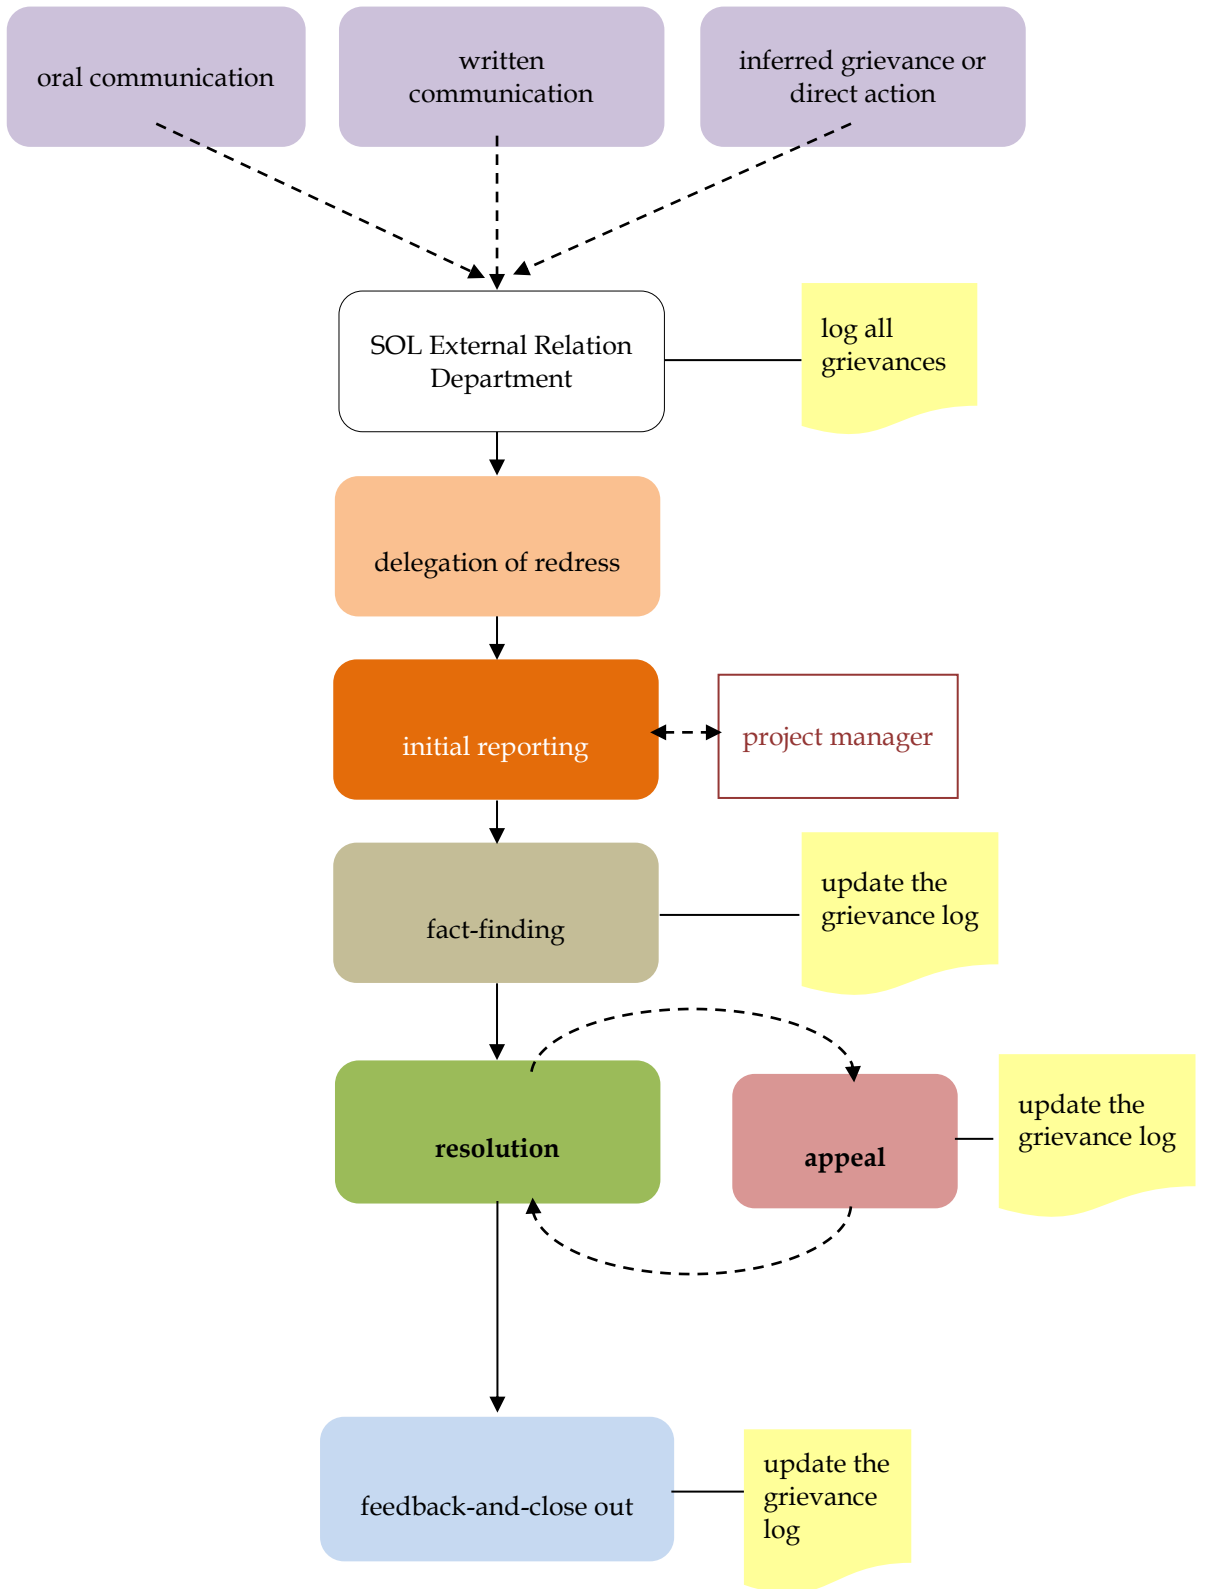 oral communication
written
communication
inferred grievance or
direct action
SOL External Relation
Department
log all
grievances
delegation of redress
initial reporting
project manager
fact-finding
update the
grievance log
resolution
appeal
update the
grievance log
feedback-and-close out
update the
grievance
log